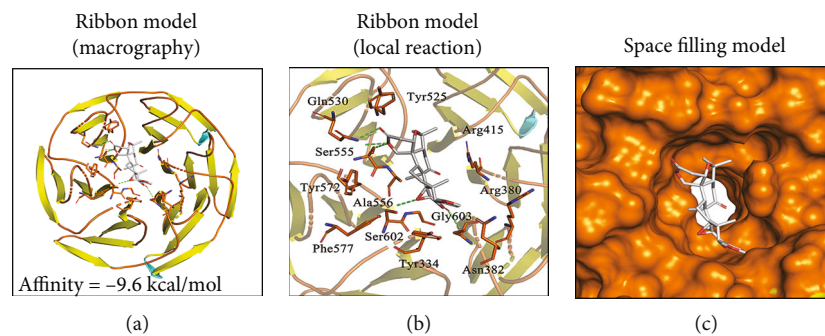 Ribbon model
(macrography)
Affinity = –9.6 kcal/mol
(a)
Ribbon model
(local reaction)
Gln530
Tyr525
Arg415
Ser555
Tyr572
Arg380
Ala556
Gly603
Phe577
Ser602
Tyr334
Asn382
(b)
Space filling model
(c)